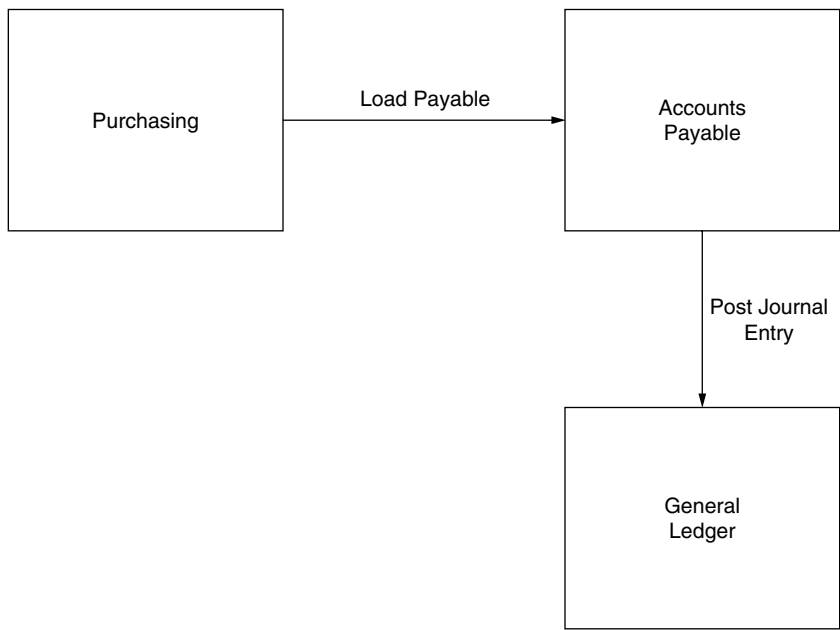 Purchasing
Load Payable
Accounts
Payable
Post Journal
Entry
General
Ledger